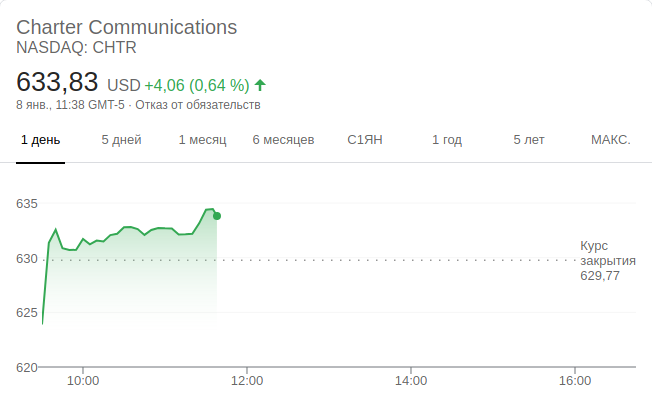 Charter Communications
NASDAQ: CHTR
633,83 USD +4,06 (0,64 %)
8 янв., 11:38 GMT-5 · Отказ от обязательств
1 день 5 дней 1 месяц 6 месяцев С1ЯН 1 год 5 лет МАКС.
635
Курс
630 закрытия
629,77
625
620
10:00 12:00 14:00 16:00